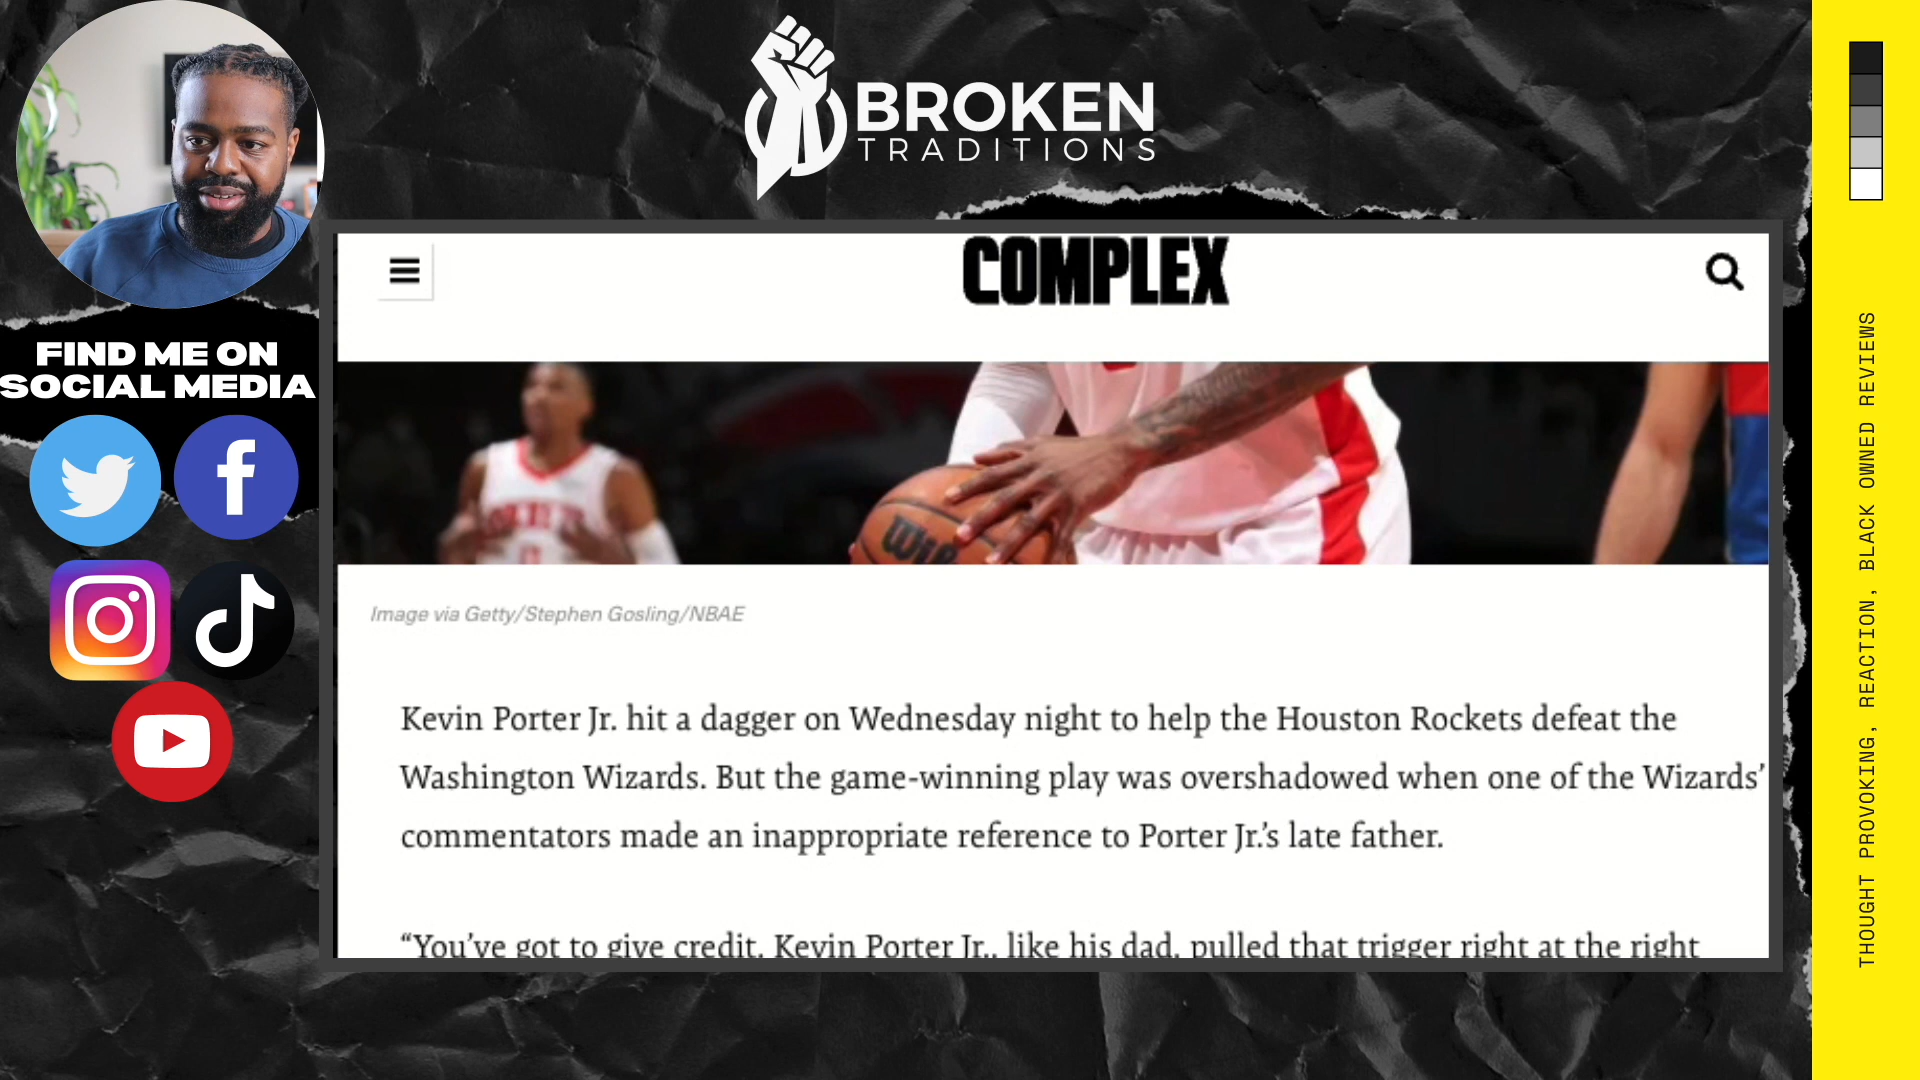 BROKEN
TRADITIONS
FIND ME ON
SOCIAL MEDIA
COMPLEX
Image via Getty/Stephen Gosling/NBAE
Kevin Porter Jr. hit a dagger on Wednesday night to help the Houston Rockets defeat the
Washington Wizards. But the game-winning play was overshadowed when one of the Wizards'
commentators made an inappropriate reference to Porter Jr.'s late father.
“You've got to give credit. Kevin Porter Jr., like his dad, pulled that trigger right at the right
THOUGHT PROVOKING, REACTION, BLACK OWNED REVIEWS